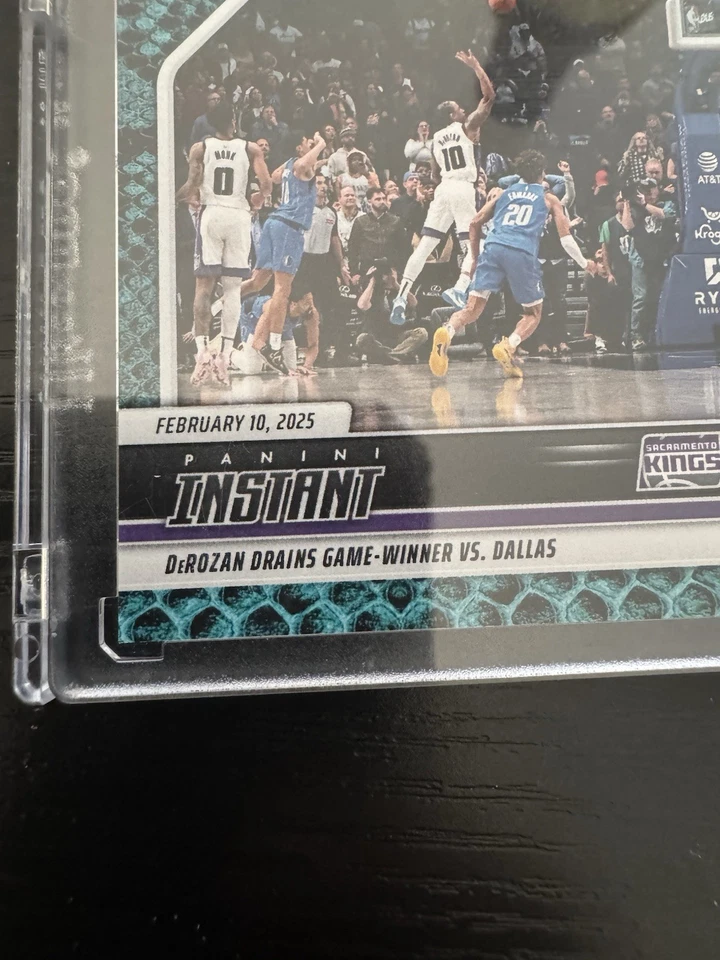 MONK
0
DEROZAN
10
EDWARDS
20
AT&T
FEBRUARY 10, 2025
PANINI
INSTANT
SACRAMENTO
KINGS
DeROZAN DRAINS GAME-WINNER VS. DALLAS